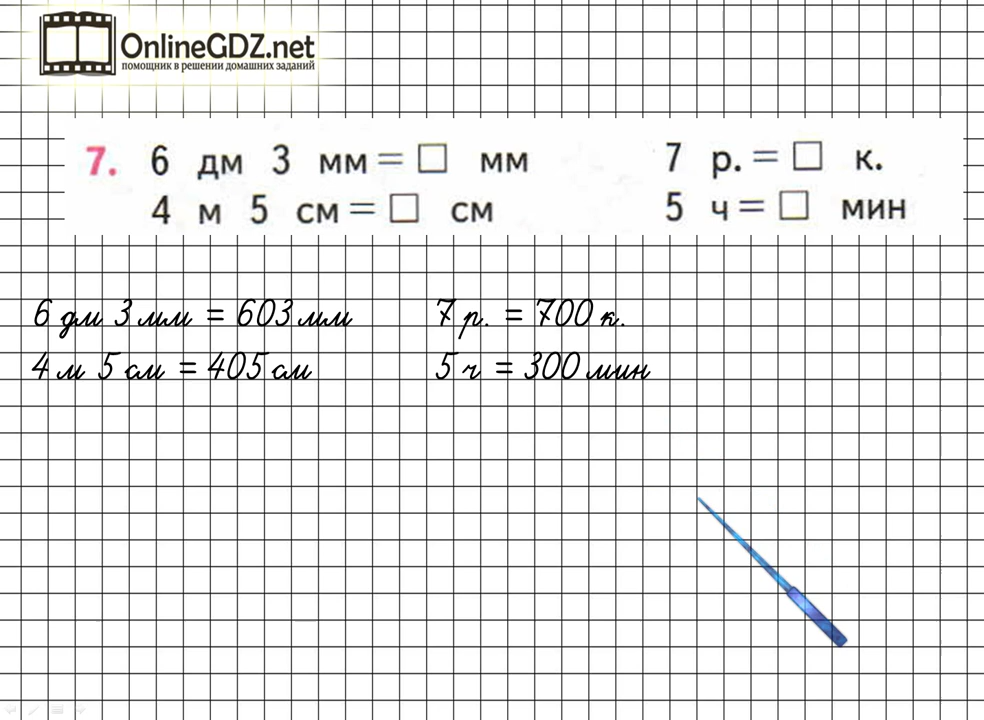 OnlineGDZ.net
помощник в решении домашних заданий
7. 6 дм 3 мм = □ мм 7 р. = □ к.
4 м 5 см = □ см 5 ч = □ мин
6 дм 3 мм = 603 мм 7 р. = 700 к.
4 м 5 см = 405 см 5 ч = 300 мин